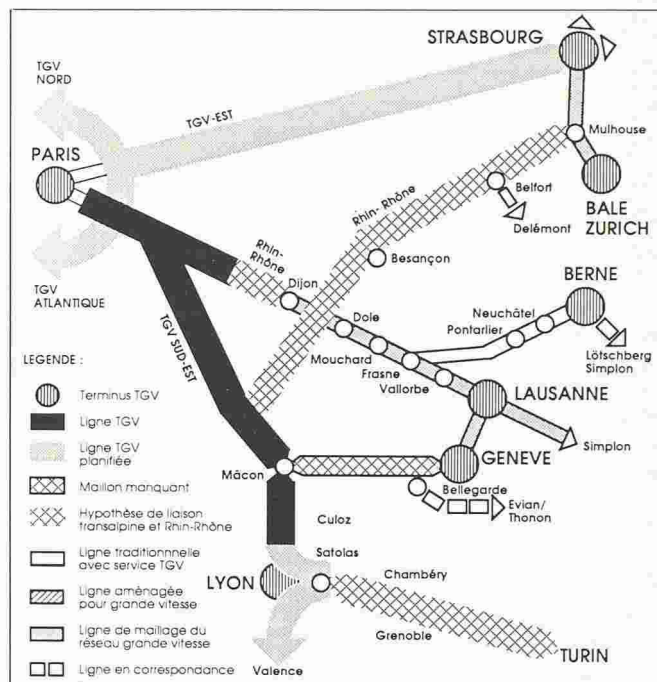 STRASBOURG
TGV
NORD
TGV-EST
PARIS
Mulhouse
Rhin-Rhône
Belfort
BALE
ZURICH
Delémont
Rhin-
Rhône
Besançon
TGV
ATLANTIQUE
Dijon
BERNE
Neuchâtel
Dole
Pontarlier
TGV SUD-EST
Mouchard
Lötschberg
Simplon
Frasne
Vallorbe
LAUSANNE
Simplon
GENEVE
Mâcon
Bellegarde
Evian/
Thonon
Culoz
Satolas
LYON
Chambéry
Grenoble
TURIN
Valence
LEGENDE :
Terminus TGV
Ligne TGV
Ligne TGV
planifiée
Maillon manquant
Hypothèse de liaison
transalpine et Rhin-Rhône
Ligne traditionnnelle
avec service TGV
Ligne aménagée
pour grande vitesse
Ligne de maillage du
réseau grande vitesse
Ligne en correspondance